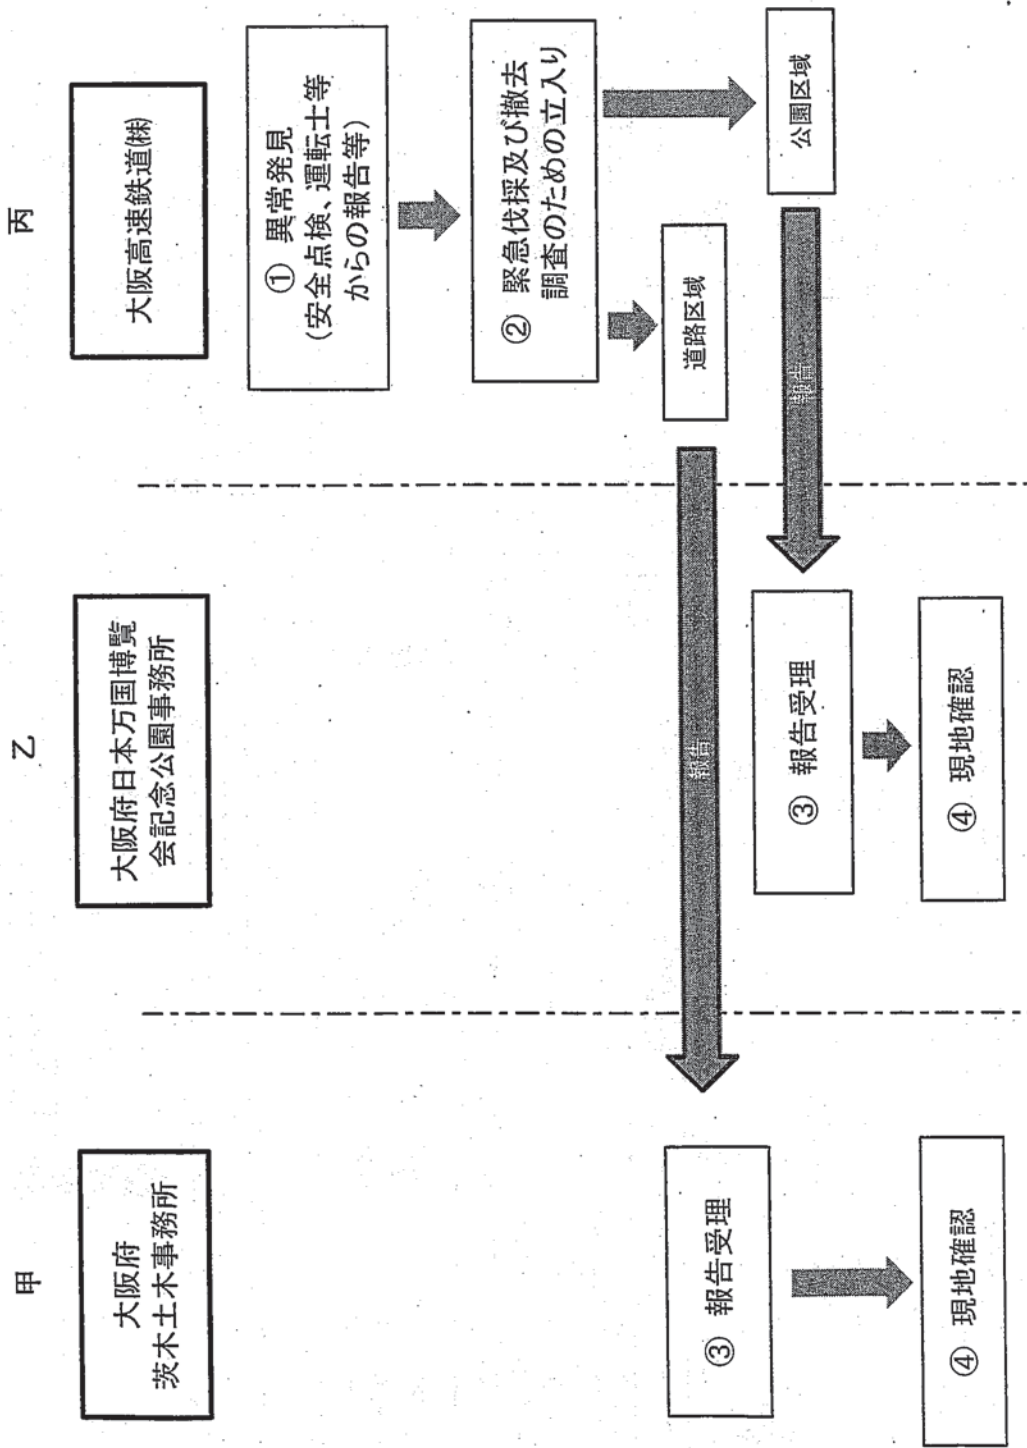 甲
乙
丙
大阪府
茨木土木事務所
大阪府日本万国博覧
会記念公園事務所
大阪高速鉄道㈱
① 異常発見
(安全点検、運転士等
からの報告等)
② 緊急伐採及び撤去
調査のための立入り
道路区域
公園区域
報告
報告
③ 報告受理
④ 現地確認
③ 報告受理
④ 現地確認